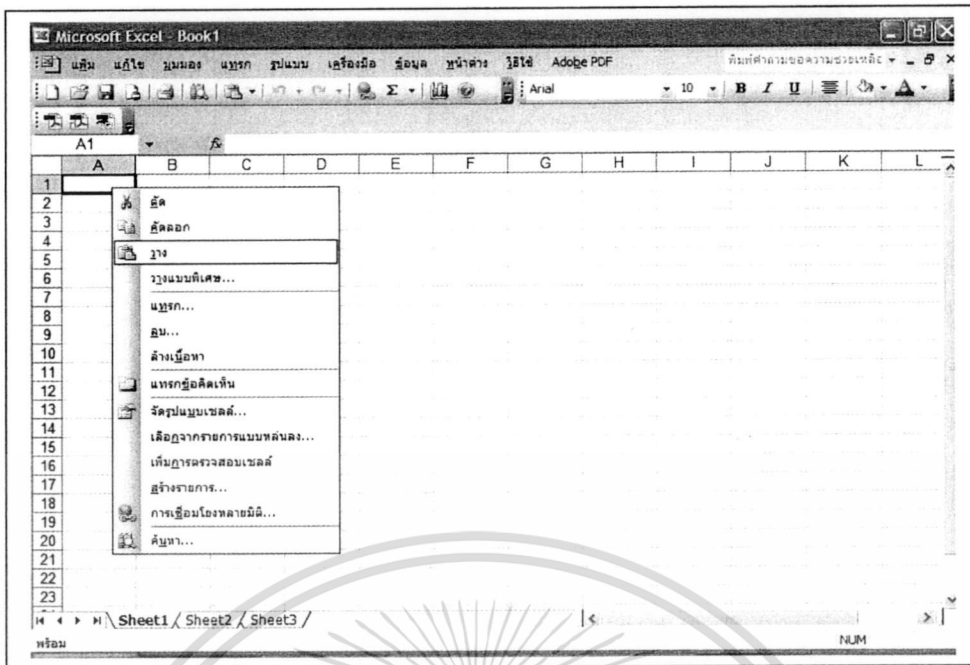 Microsoft Excel - Book1
แฟ้ม แก้ไข มุมมอง แทรก รูปแบบ เครื่องมือ ข้อมูล หน้าต่าง วิธีใช้ Adobe PDF พิมพ์คำถามขอความช่วยเหลือ
Arial 10 B I U
A1 fx
A B C D E F G H I J K L
1
2 ตัด
3 คัดลอก
4
5 วาง
6 วางแบบพิเศษ...
7
8 แทรก...
9 ลบ...
10 ล้างเนื้อหา
11
12 แทรกข้อคิดเห็น
13 จัดรูปแบบเซลล์...
14
15 เลือกจากรายการแบบหล่นลง...
16 เพิ่มการตรวจสอบเซลล์
17 สร้างรายการ...
18
19 การเชื่อมโยงหลายมิติ...
20 ค้นหา...
21
22
23
Sheet1 / Sheet2 / Sheet3 /
พร้อม NUM